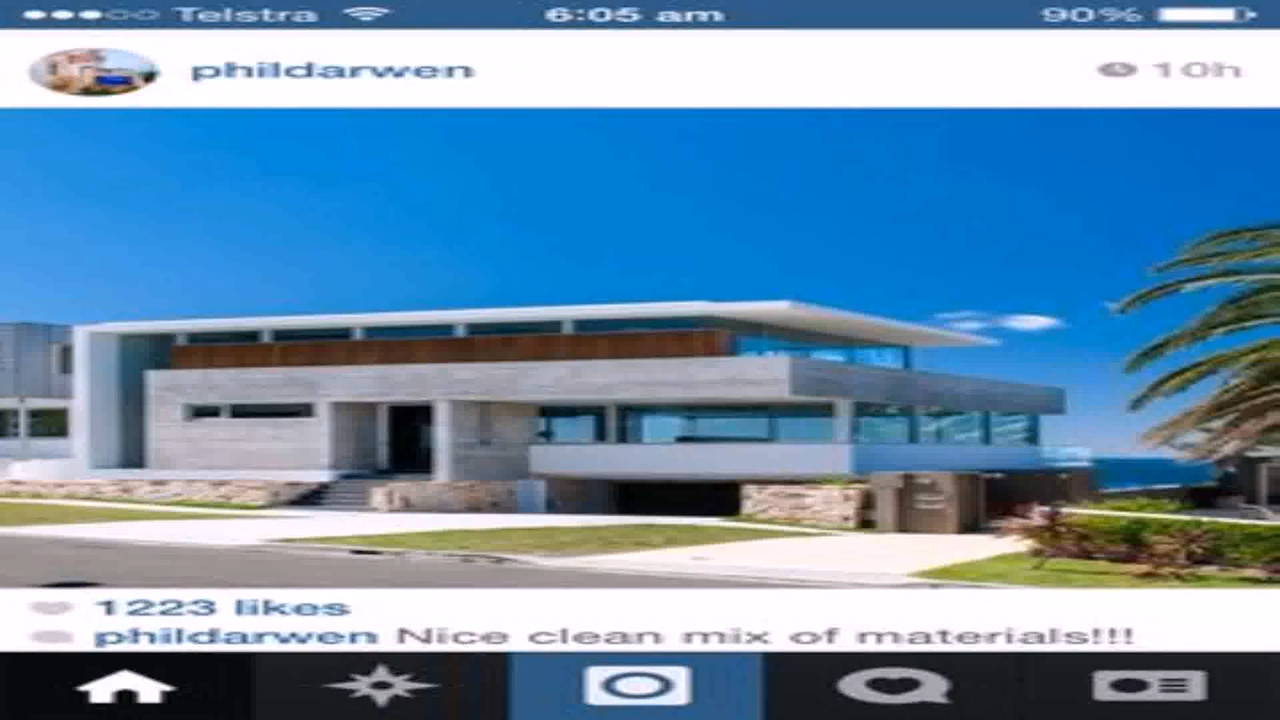 Telstra 6:05 am 90%
phildarwen 10h
1223 likes
phildarwen Nice clean mix of materials!!!